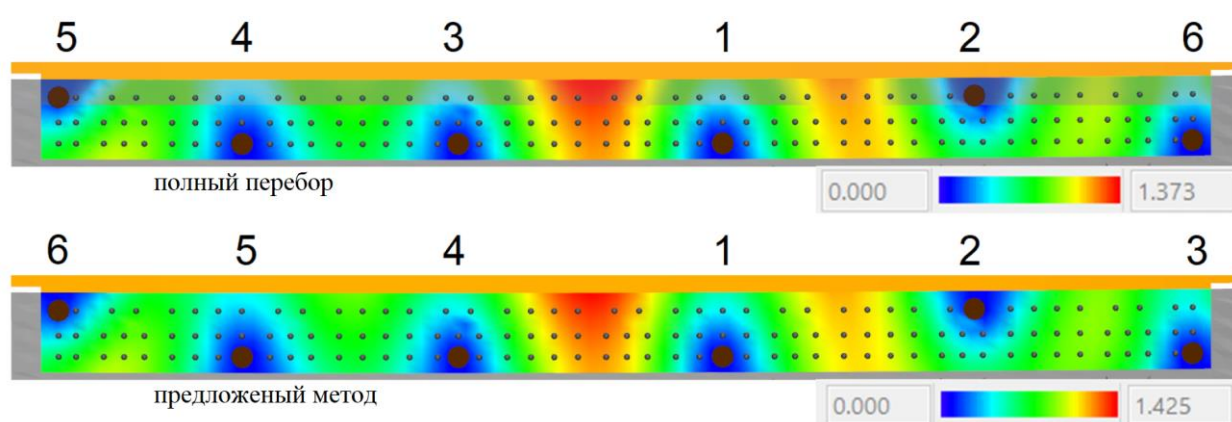 5 4 3 1 2 6
полный перебор
0.000 1.373
6 5 4 1 2 3
предложеный метод
0.000 1.425